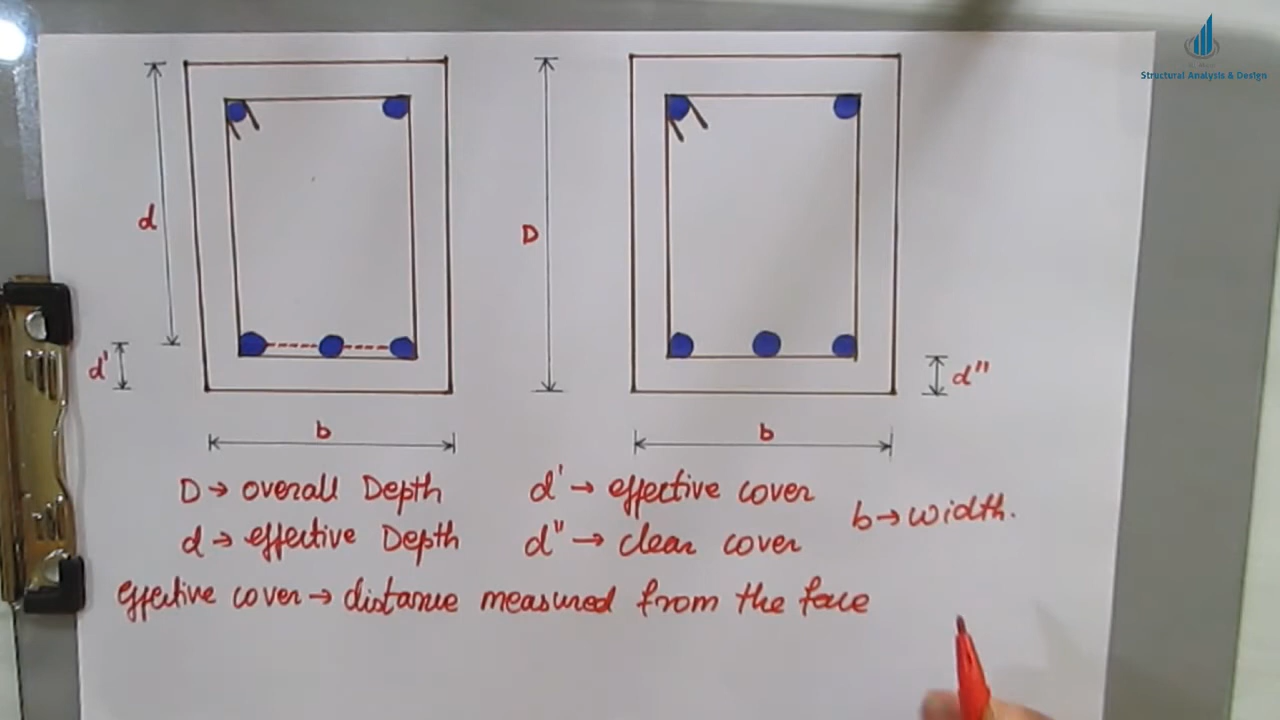 Structural Analysis & Design
d
D
d'
d"
b
b
D → overall Depth
d' → effective cover
b → width.
d → effective Depth
d" → clear cover
effective cover → distance measured from the face